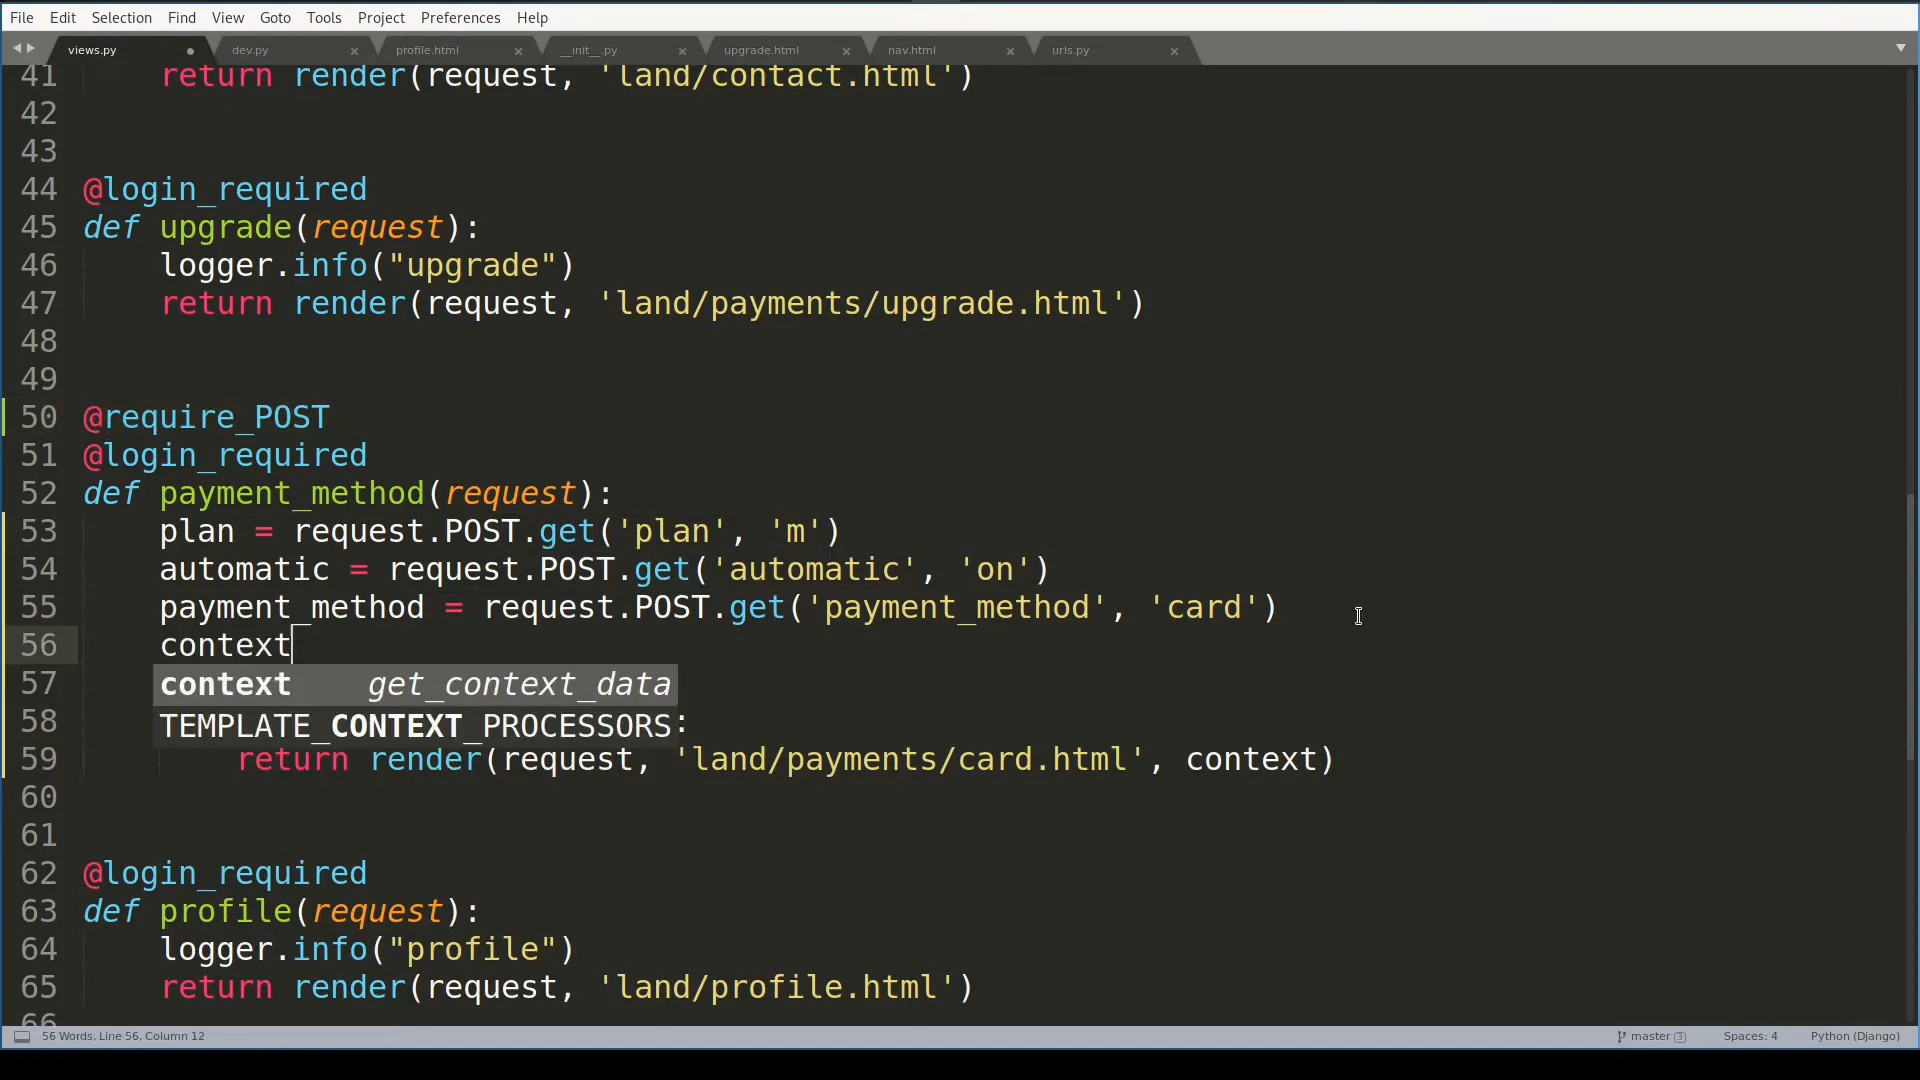 File Edit Selection Find View Goto Tools Project Preferences Help
views.py dev.py profile.html __init__.py upgrade.html nav.html urls.py
41 return render(request, 'land/contact.html')
42
43
44 @login_required
45 def upgrade(request):
46 logger.info("upgrade")
47 return render(request, 'land/payments/upgrade.html')
48
49
50 @require_POST
51 @login_required
52 def payment_method(request):
53 plan = request.POST.get('plan', 'm')
54 automatic = request.POST.get('automatic', 'on')
55 payment_method = request.POST.get('payment_method', 'card')
56 context
57 context get_context_data
58 TEMPLATE_CONTEXT_PROCESSORS:
59 return render(request, 'land/payments/card.html', context)
60
61
62 @login_required
63 def profile(request):
64 logger.info("profile")
65 return render(request, 'land/profile.html')
66
56 Words, Line 56, Column 12 master 3 Spaces: 4 Python (Django)